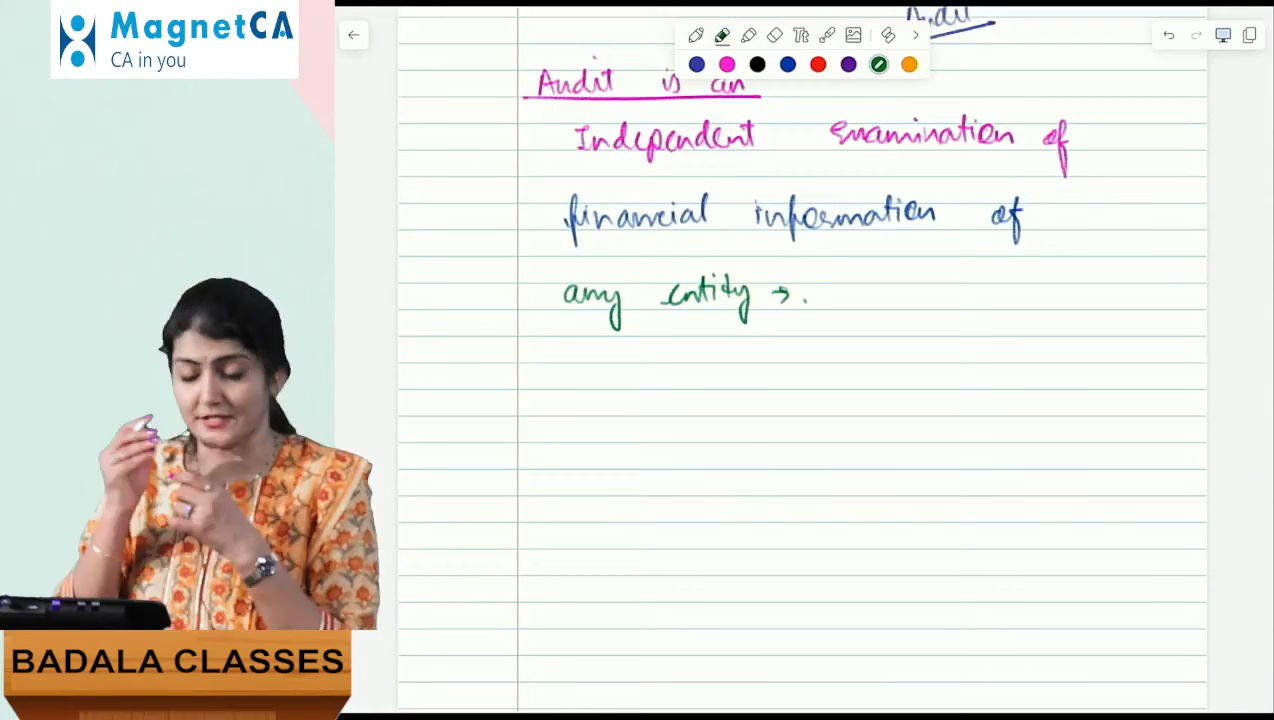 MagnetCA
CA in you
Audit is an
Independent examination of
financial information of
any entity →
BADALA CLASSES